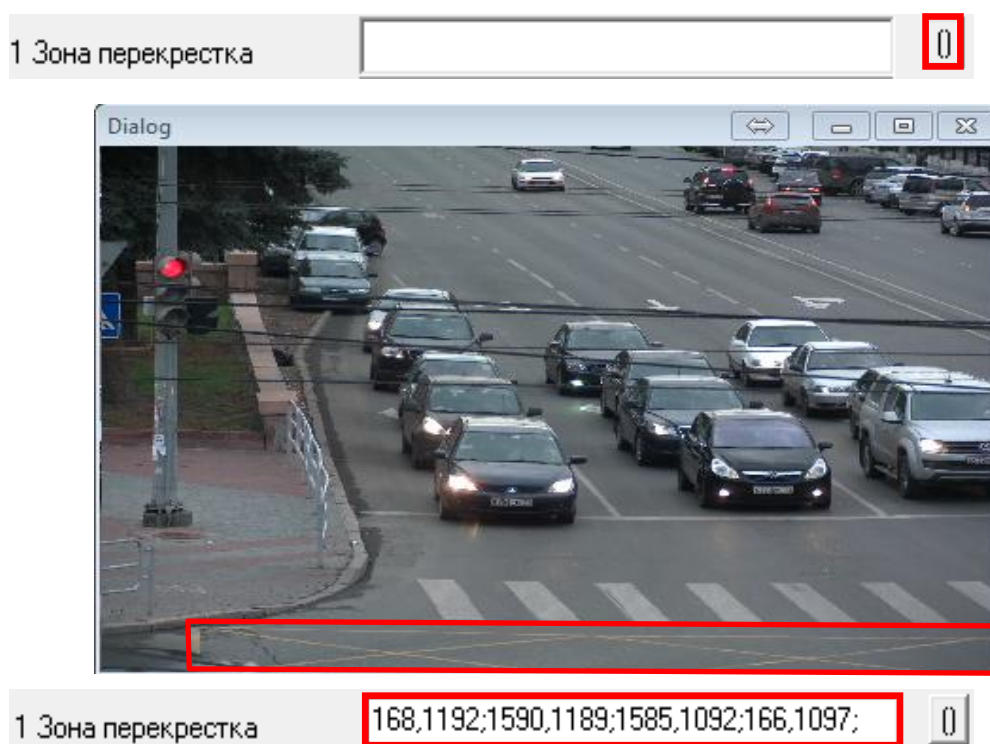 1 Зона перекрестка ()
Dialog
1 Зона перекрестка 168,1192;1590,1189;1585,1092;166,1097; ()